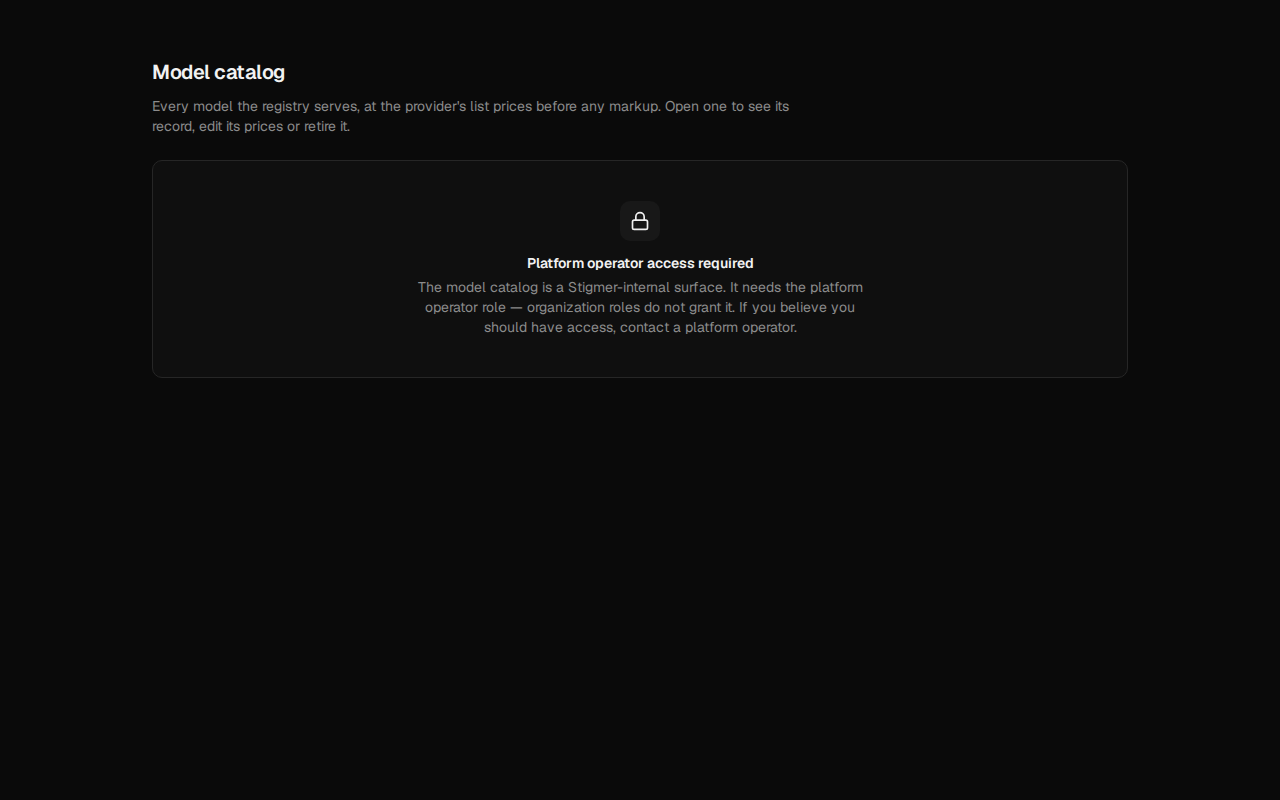 Model catalog
Every model the registry serves, at the provider's list prices before any markup. Open one to see its
record, edit its prices or retire it.
Platform operator access required
The model catalog is a Stigmer-internal surface. It needs the platform
operator role — organization roles do not grant it. If you believe you
should have access, contact a platform operator.